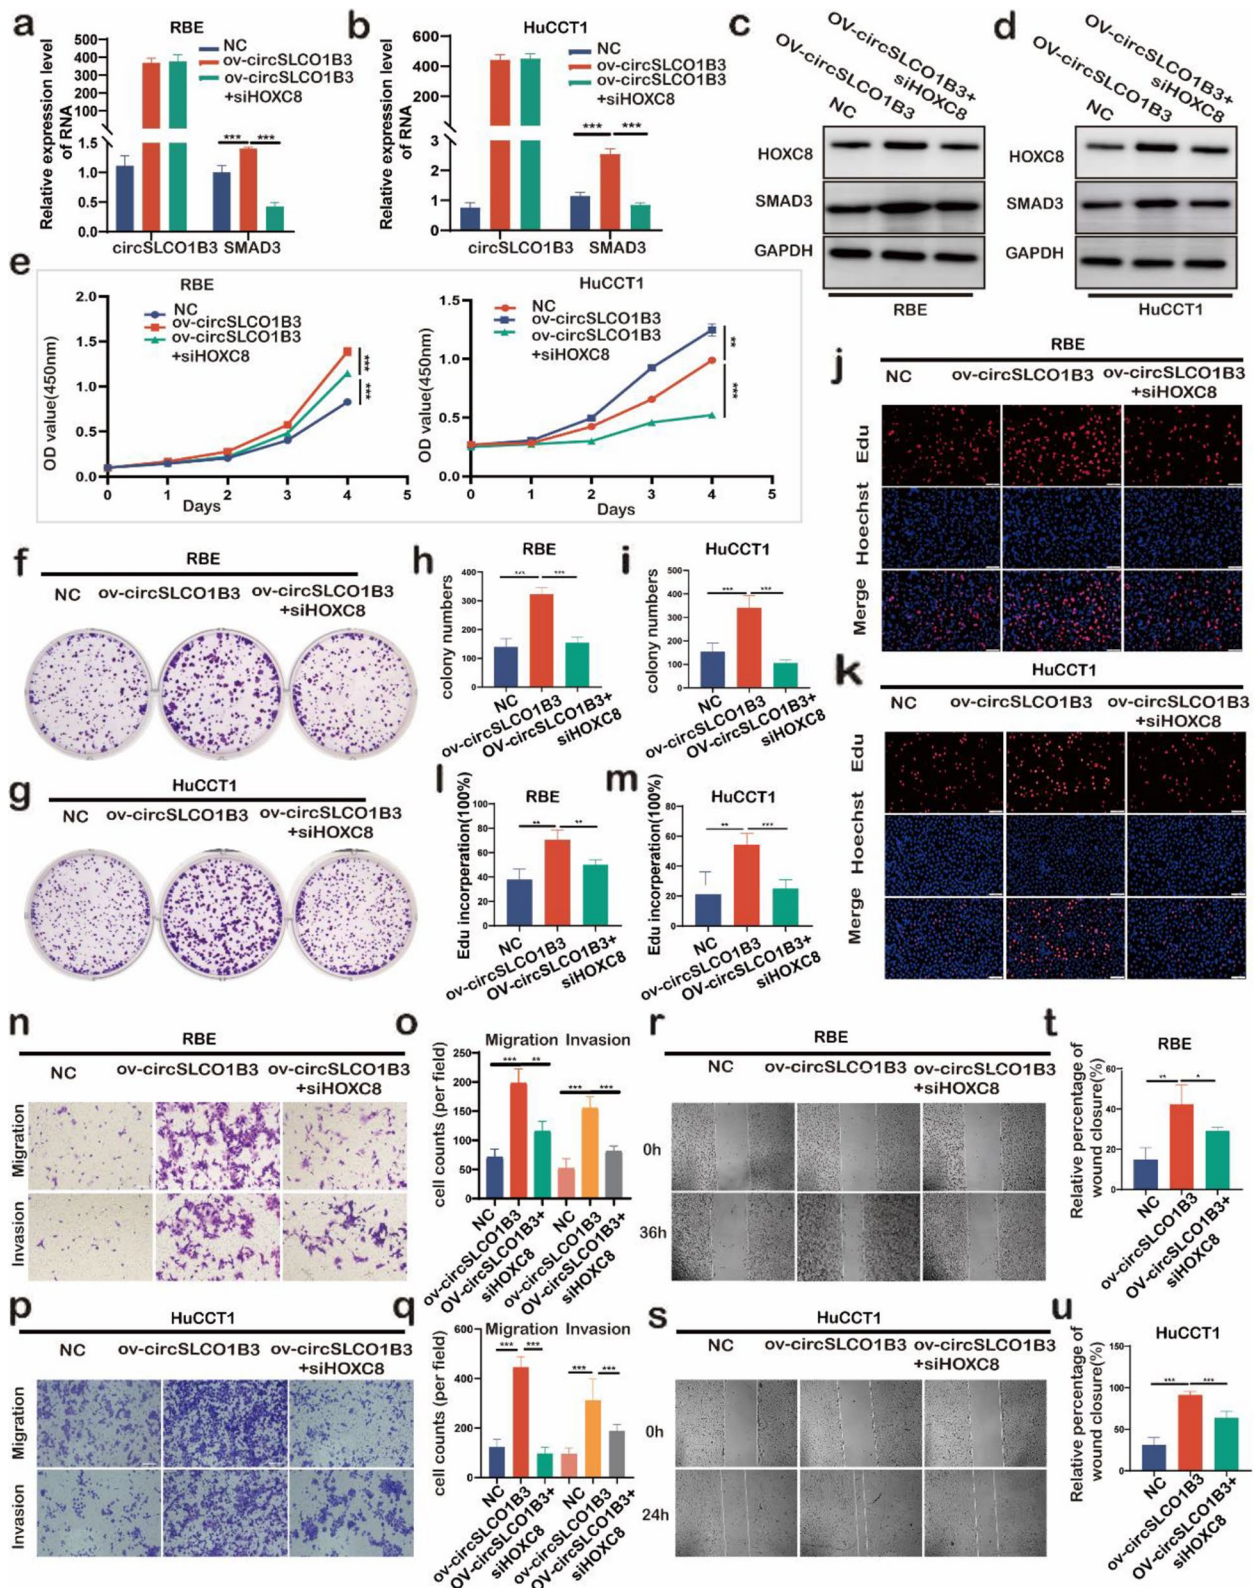 a
RBE
Relative expression level
of RNA
500
400
300
200
100
0
1.5
1.0
0.5
0.0
NC
ov-circSLCO1B3
ov-circSLCO1B3
+siHOXC8
*** ***
circSLCO1B3 SMAD3
b
HuCCT1
Relative expression level
of RNA
600
400
200
3
2
1
0
NC
ov-circSLCO1B3
ov-circSLCO1B3
+siHOXC8
*** ***
circSLCO1B3 SMAD3
c
NC
OV-circSLCO1B3
OV-circSLCO1B3+
siHOXC8
HOXC8
SMAD3
GAPDH
RBE
d
NC
OV-circSLCO1B3
OV-circSLCO1B3+
siHOXC8
HOXC8
SMAD3
GAPDH
HuCCT1
e
RBE
OD value(450nm)
2.0
1.5
1.0
0.5
0.0
NC
ov-circSLCO1B3
ov-circSLCO1B3
+siHOXC8
***
***
0 1 2 3 4 5
Days
HuCCT1
OD value(450nm)
1.5
1.0
0.5
0.0
NC
ov-circSLCO1B3
ov-circSLCO1B3
+siHOXC8
**
***
0 1 2 3 4 5
Days
f
RBE
NC ov-circSLCO1B3 ov-circSLCO1B3
+siHOXC8
g
HuCCT1
NC ov-circSLCO1B3 ov-circSLCO1B3
+siHOXC8
h
RBE
colony numbers
400
300
200
100
0
*** ***
NC
ov-circSLCO1B3
OV-circSLCO1B3+
siHOXC8
i
HuCCT1
colony numbers
500
400
300
200
100
0
*** ***
NC
ov-circSLCO1B3
OV-circSLCO1B3+
siHOXC8
j
RBE
NC ov-circSLCO1B3 ov-circSLCO1B3
+siHOXC8
Edu
Hoechst
Merge
k
HuCCT1
NC ov-circSLCO1B3 ov-circSLCO1B3
+siHOXC8
Edu
Hoechst
Merge
l
RBE
Edu incorperation(100%)
100
80
60
40
20
0
** **
NC
ov-circSLCO1B3
OV-circSLCO1B3+
siHOXC8
m
HuCCT1
Edu incorperation(100%)
80
60
40
20
0
** ***
NC
ov-circSLCO1B3
OV-circSLCO1B3+
siHOXC8
n
RBE
NC ov-circSLCO1B3 ov-circSLCO1B3
+siHOXC8
Migration
Invasion
o
Migration Invasion
cell counts (per field)
250
200
150
100
50
0
*** ** *** ***
NC
ov-circSLCO1B3
OV-circSLCO1B3+
siHOXC8
NC
ov-circSLCO1B3
OV-circSLCO1B3+
siHOXC8
p
HuCCT1
NC ov-circSLCO1B3 ov-circSLCO1B3
+siHOXC8
Migration
Invasion
q
Migration Invasion
cell counts (per field)
600
400
200
0
*** *** *** ***
NC
ov-circSLCO1B3
OV-circSLCO1B3+
siHOXC8
NC
ov-circSLCO1B3
OV-circSLCO1B3+
siHOXC8
r
RBE
NC ov-circSLCO1B3 ov-circSLCO1B3
+siHOXC8
0h
36h
s
HuCCT1
NC ov-circSLCO1B3 ov-circSLCO1B3
+siHOXC8
0h
24h
t
RBE
Relative percentage of
wound closure(%)
60
40
20
0
** *
NC
ov-circSLCO1B3
OV-circSLCO1B3+
siHOXC8
u
HuCCT1
Relative percentage of
wound closure(%)
150
100
50
0
*** ***
NC
ov-circSLCO1B3
OV-circSLCO1B3+
siHOXC8